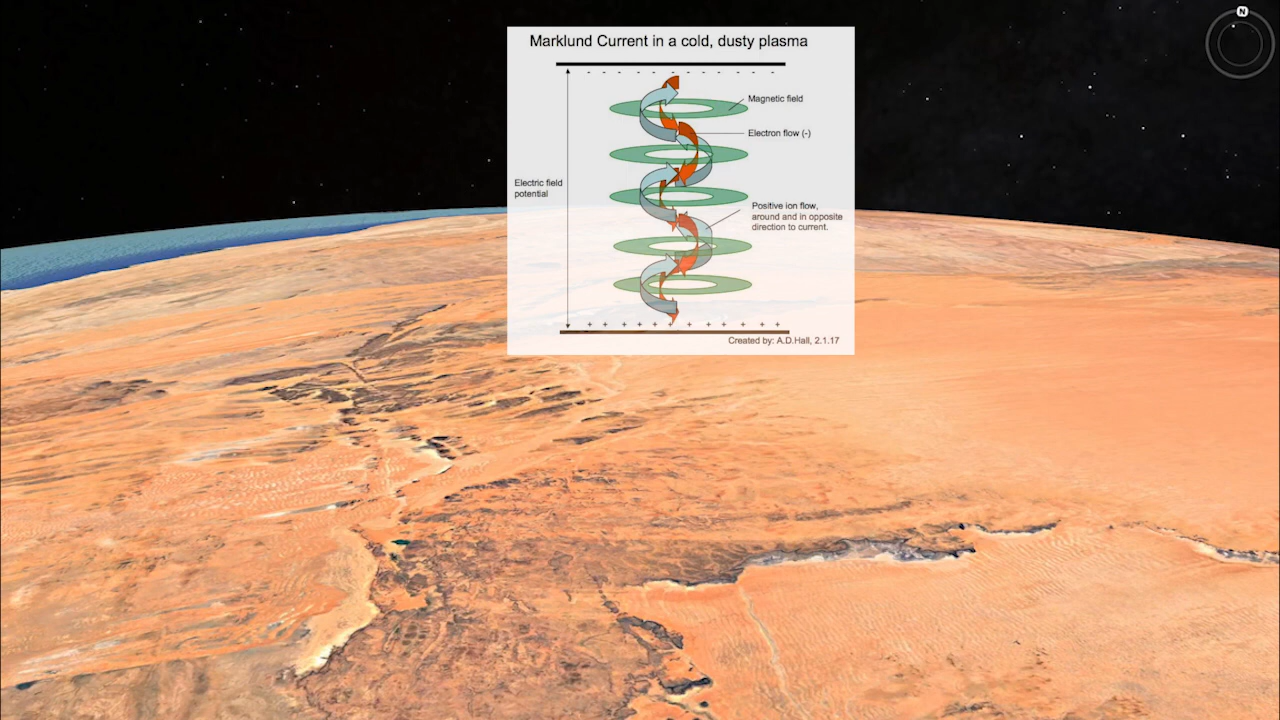 N
Marklund Current in a cold, dusty plasma
- - - - - - - - - - - - -
Magnetic field
Electron flow (-)
Electric field
potential
Positive ion flow,
around and in opposite
direction to current.
+ + + + + + + + + + + +
Created by: A.D.Hall, 2.1.17